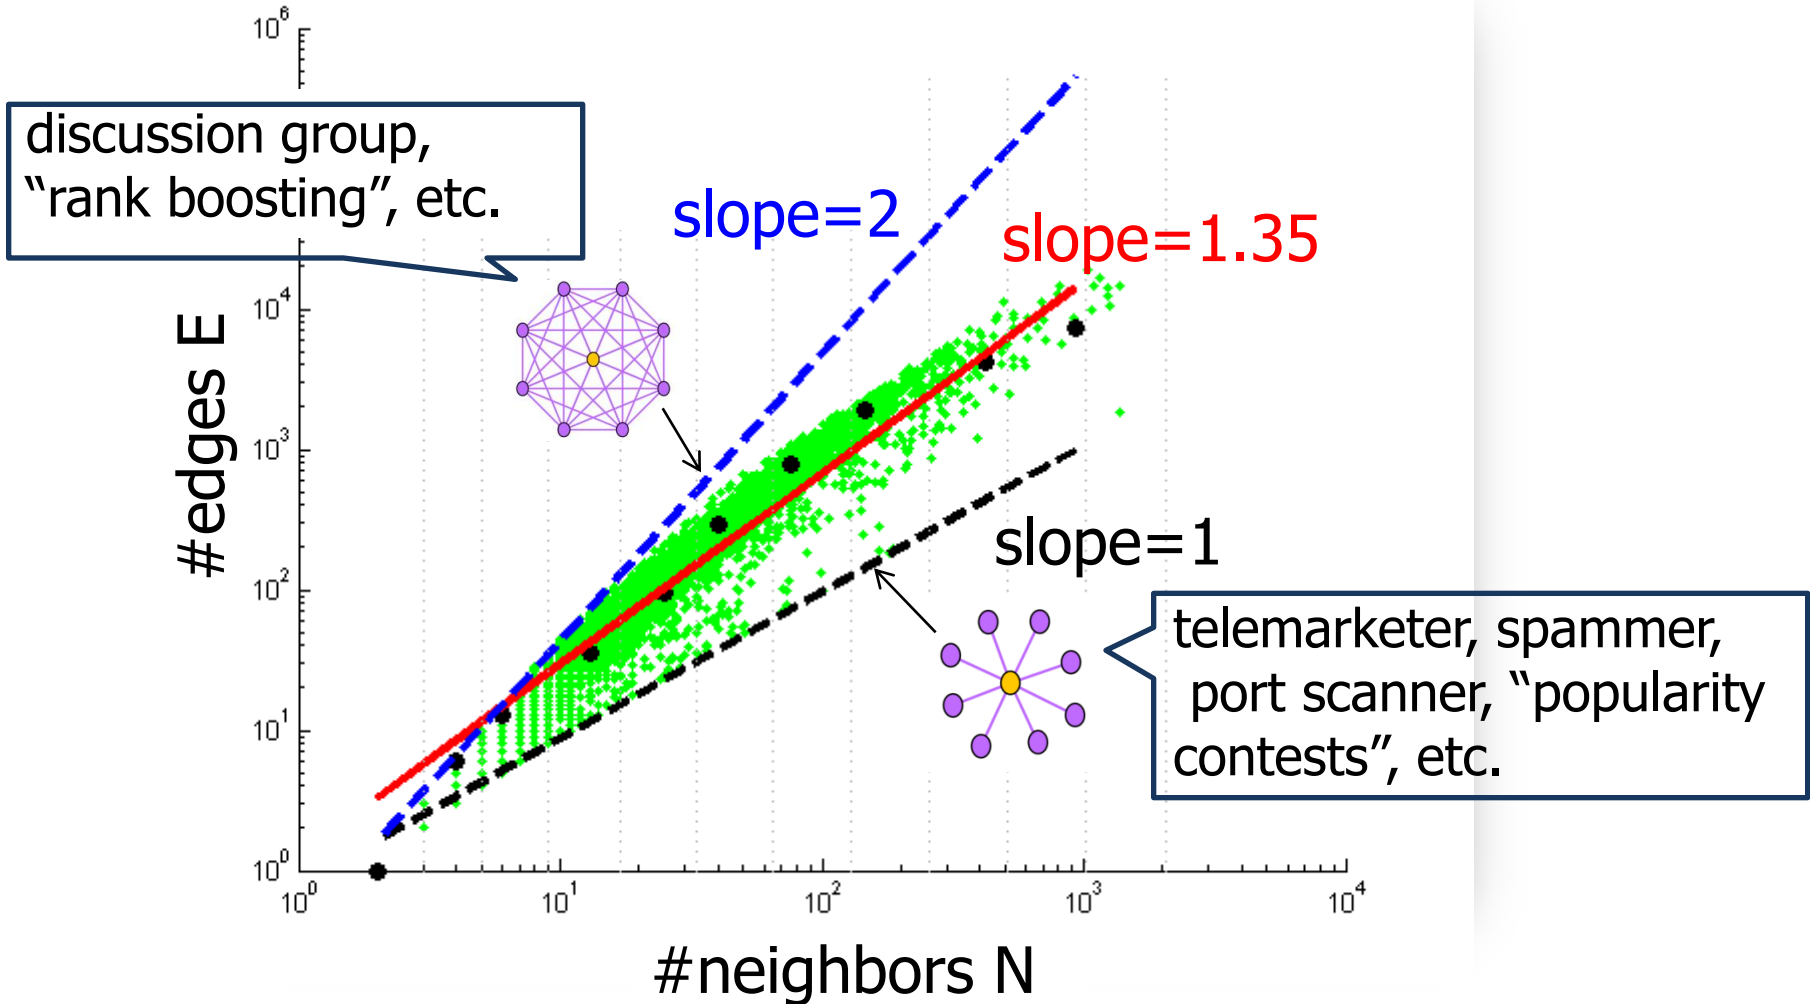 10^6
discussion group,
“rank boosting”, etc.
slope=2
slope=1.35
10^4
#edges E
10^3
slope=1
10^2
telemarketer, spammer,
port scanner, “popularity
contests”, etc.
10^1
10^0
10^0 10^1 10^2 10^3 10^4
#neighbors N